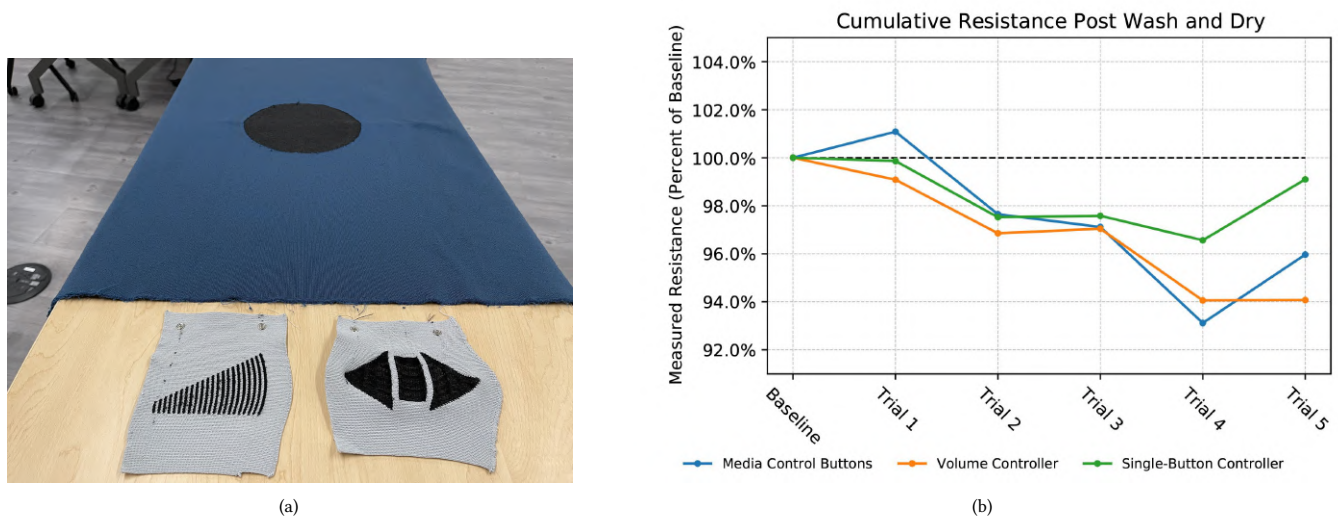 Cumulative Resistance Post Wash and Dry
Measured Resistance (Percent of Baseline)
104.0%
102.0%
100.0%
98.0%
96.0%
94.0%
92.0%
Baseline
Trial 1
Trial 2
Trial 3
Trial 4
Trial 5
Media Control Buttons
Volume Controller
Single-Button Controller
(a)
(b)